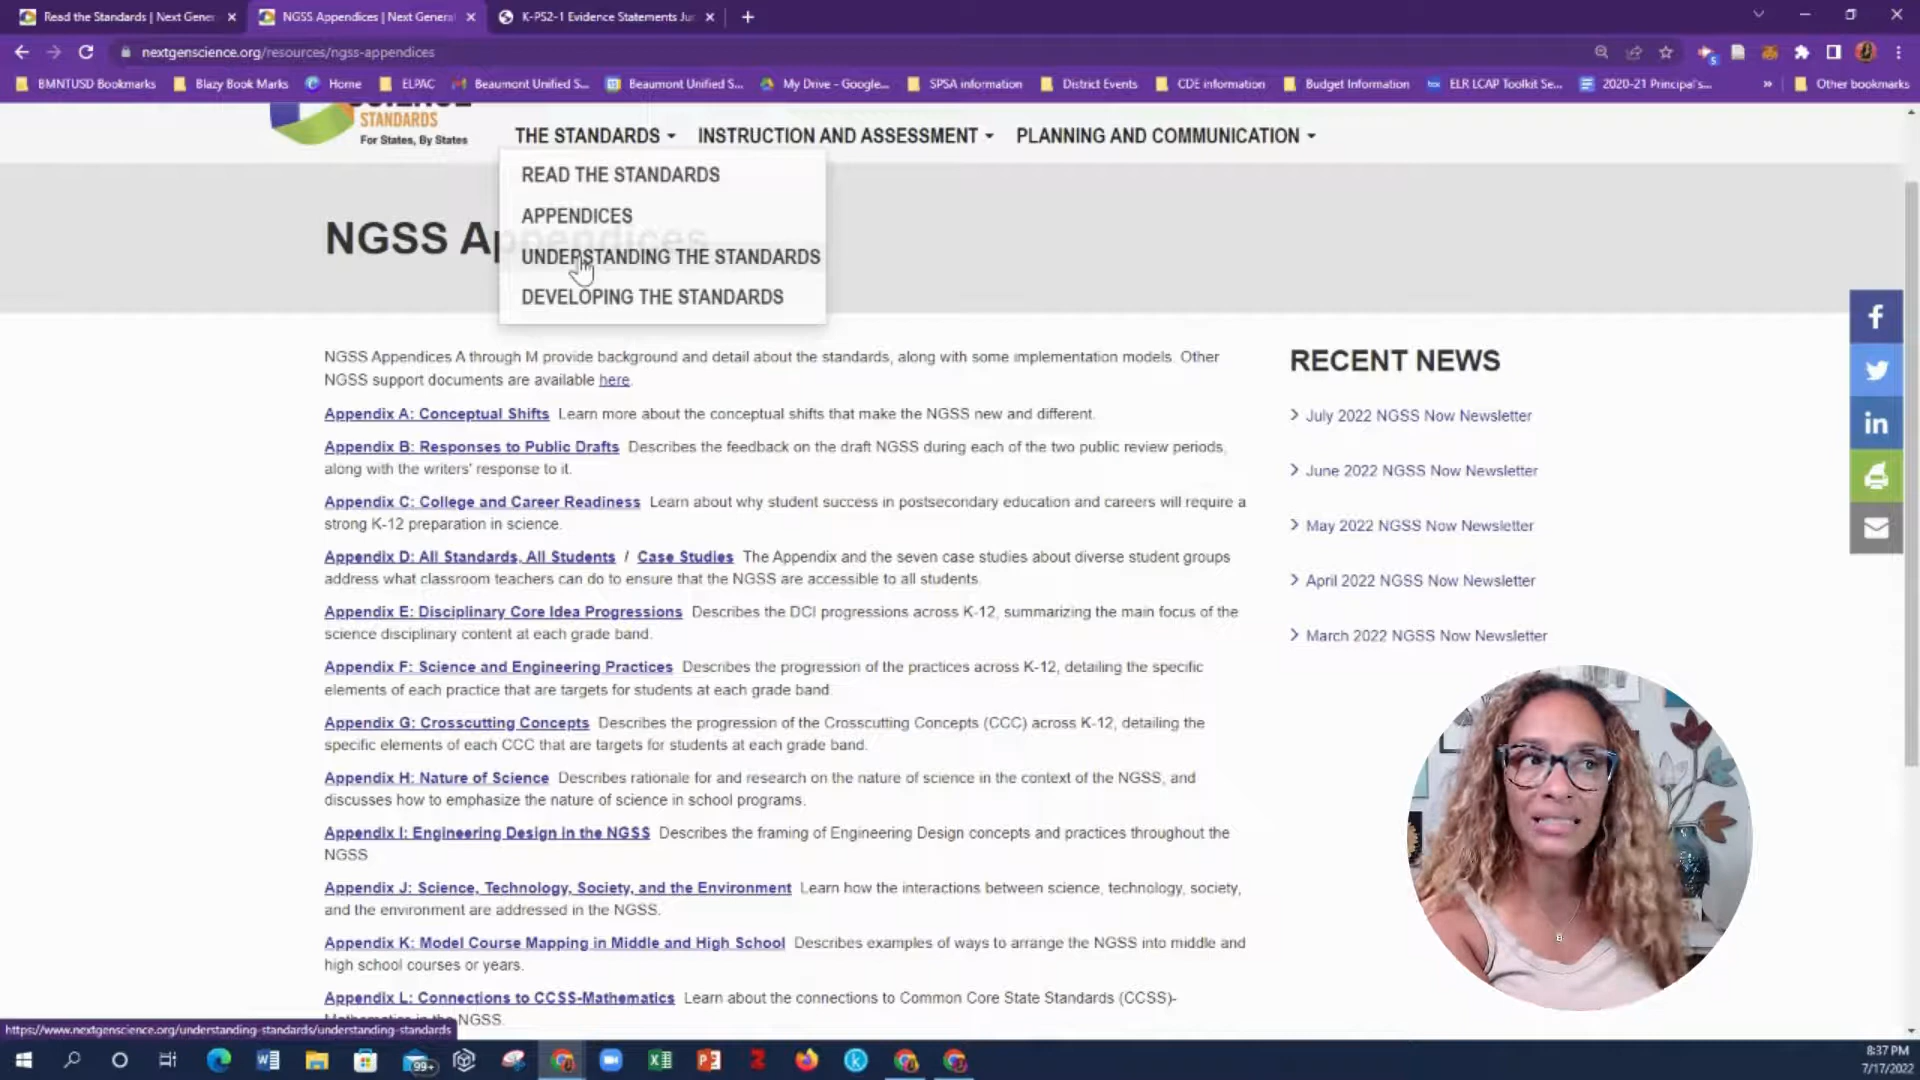 Read the Standards | Next Gener
NGSS Appendices | Next General
K-PS2-1 Evidence Statements Ju
nextgenscience.org/resources/ngss-appendices
BMNTUSD Bookmarks
Blazy Book Marks
Home
ELPAC
Beaumont Unified S...
Beaumont Unified S...
My Drive - Google...
SPSA information
District Events
CDE information
Budget Information
ELR LCAP Toolkit Se...
2020-21 Principal's...
»
Other bookmarks
SCIENCE
STANDARDS
For States, By States
THE STANDARDS
INSTRUCTION AND ASSESSMENT
PLANNING AND COMMUNICATION
READ THE STANDARDS
APPENDICES
UNDERSTANDING THE STANDARDS
DEVELOPING THE STANDARDS
NGSS Appendices
NGSS Appendices A through M provide background and detail about the standards, along with some implementation models. Other
NGSS support documents are available here.
Appendix A: Conceptual Shifts Learn more about the conceptual shifts that make the NGSS new and different.
Appendix B: Responses to Public Drafts Describes the feedback on the draft NGSS during each of the two public review periods,
along with the writers' response to it.
Appendix C: College and Career Readiness Learn about why student success in postsecondary education and careers will require a
strong K-12 preparation in science.
Appendix D: All Standards, All Students / Case Studies The Appendix and the seven case studies about diverse student groups
address what classroom teachers can do to ensure that the NGSS are accessible to all students.
Appendix E: Disciplinary Core Idea Progressions Describes the DCI progressions across K-12, summarizing the main focus of the
science disciplinary content at each grade band.
Appendix F: Science and Engineering Practices Describes the progression of the practices across K-12, detailing the specific
elements of each practice that are targets for students at each grade band.
Appendix G: Crosscutting Concepts Describes the progression of the Crosscutting Concepts (CCC) across K-12, detailing the
specific elements of each CCC that are targets for students at each grade band.
Appendix H: Nature of Science Describes rationale for and research on the nature of science in the context of the NGSS, and
discusses how to emphasize the nature of science in school programs.
Appendix I: Engineering Design in the NGSS Describes the framing of Engineering Design concepts and practices throughout the
NGSS
Appendix J: Science, Technology, Society, and the Environment Learn how the interactions between science, technology, society,
and the environment are addressed in the NGSS.
Appendix K: Model Course Mapping in Middle and High School Describes examples of ways to arrange the NGSS into middle and
high school courses or years.
Appendix L: Connections to CCSS-Mathematics Learn about the connections to Common Core State Standards (CCSS)-
Mathematics in the NGSS.
RECENT NEWS
July 2022 NGSS Now Newsletter
June 2022 NGSS Now Newsletter
May 2022 NGSS Now Newsletter
April 2022 NGSS Now Newsletter
March 2022 NGSS Now Newsletter
https://www.nextgenscience.org/understanding-standards/understanding-standards
99+
8:37 PM
7/17/2022